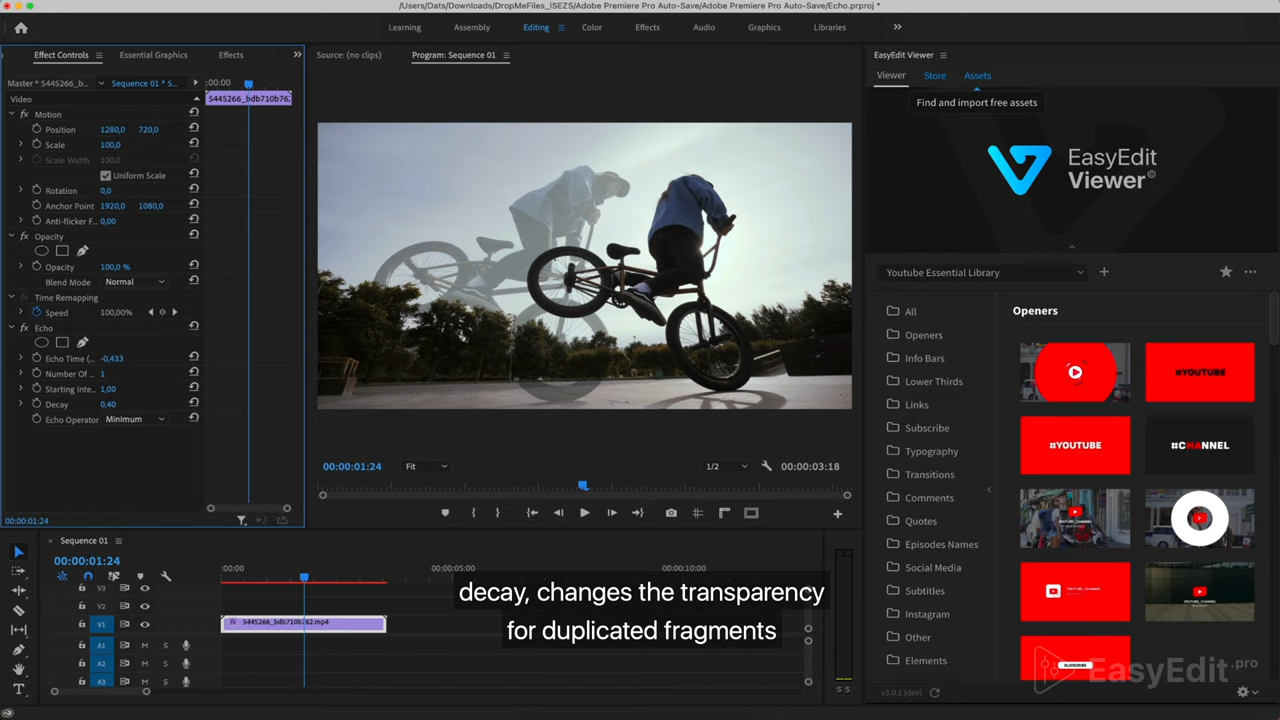 /Users/Dats/Downloads/DropMeFiles_ISEZS/Adobe Premiere Pro Auto-Save/Adobe Premiere Pro Auto-Save/Echo.prproj *
Learning Assembly Editing Color Effects Audio Graphics Libraries
Effect Controls Essential Graphics Effects
Master * 5445266_b... Sequence 01 * 5... :00:00
Video 5445266_bdb710b762
fx Motion
Position 1280,0 720,0
Scale 100,0
Scale Width 100,0
Uniform Scale
Rotation 0,0
Anchor Point 1920,0 1080,0
Anti-flicker F... 0,00
fx Opacity
Opacity 100,0 %
Blend Mode Normal
Time Remapping
Speed 100,00%
fx Echo
Echo Time (... -0,433
Number Of ... 1
Starting Inte... 1,00
Decay 0,40
Echo Operator Minimum
00:00:01:24
Source: (no clips) Program: Sequence 01
00:00:01:24 Fit 1/2 00:00:03:18
EasyEdit Viewer
Viewer Store Assets
Find and import free assets
EasyEdit
Viewer©
Youtube Essential Library
All
Openers
Info Bars
Lower Thirds
Links
Subscribe
Typography
Transitions
Comments
Quotes
Episodes Names
Social Media
Subtitles
Instagram
Other
Elements
Openers
#YOUTUBE
#YOUTUBE
#CHANNEL
SUBSCRIBE
v3.0.1 (dev)
EasyEdit.pro
Sequence 01
00:00:01:24
:00:00 00:00:05:00 00:00:10:00
V3
V2
V1 fx 5445266_bdb710b762.mp4
A1 M S
A2 M S
A3 M S
S S
decay, changes the transparency
for duplicated fragments